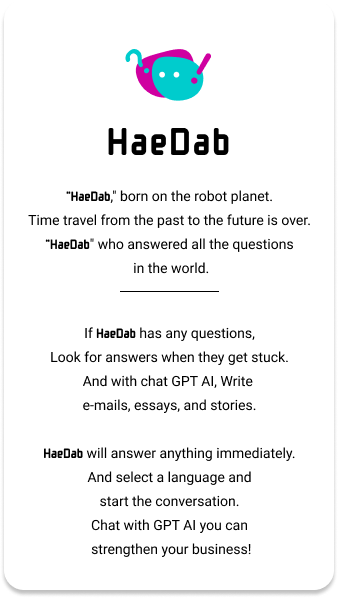 HaeDab
"HaeDab," born on the robot planet.
Time travel from the past to the future is over.
"HaeDab" who answered all the questions
in the world.
If HaeDab has any questions,
Look for answers when they get stuck.
And with chat GPT AI, Write
e-mails, essays, and stories.
HaeDab will answer anything immediately.
And select a language and
start the conversation.
Chat with GPT AI you can
strengthen your business!